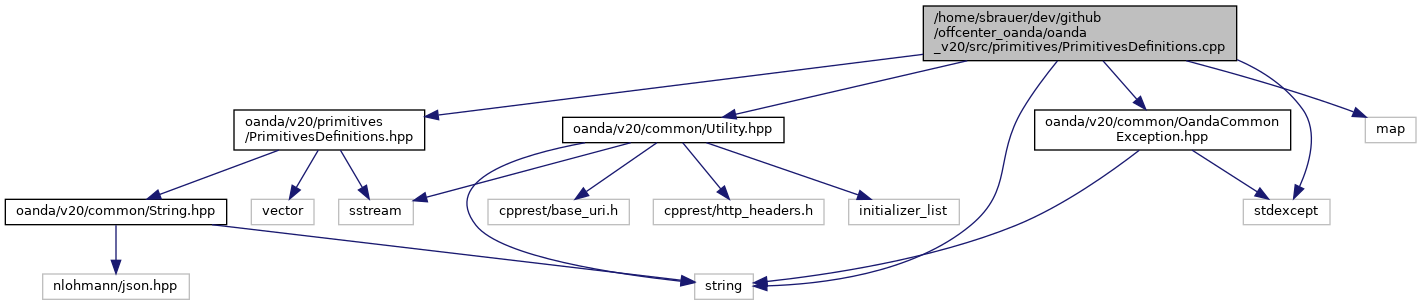 /home/sbrauer/dev/github
/offcenter_oanda/oanda
_v20/src/primitives/PrimitivesDefinitions.cpp
oanda/v20/primitives
/PrimitivesDefinitions.hpp
oanda/v20/common/Utility.hpp
oanda/v20/common/OandaCommon
Exception.hpp
map
oanda/v20/common/String.hpp
vector
sstream
cpprest/base_uri.h
cpprest/http_headers.h
initializer_list
stdexcept
nlohmann/json.hpp
string